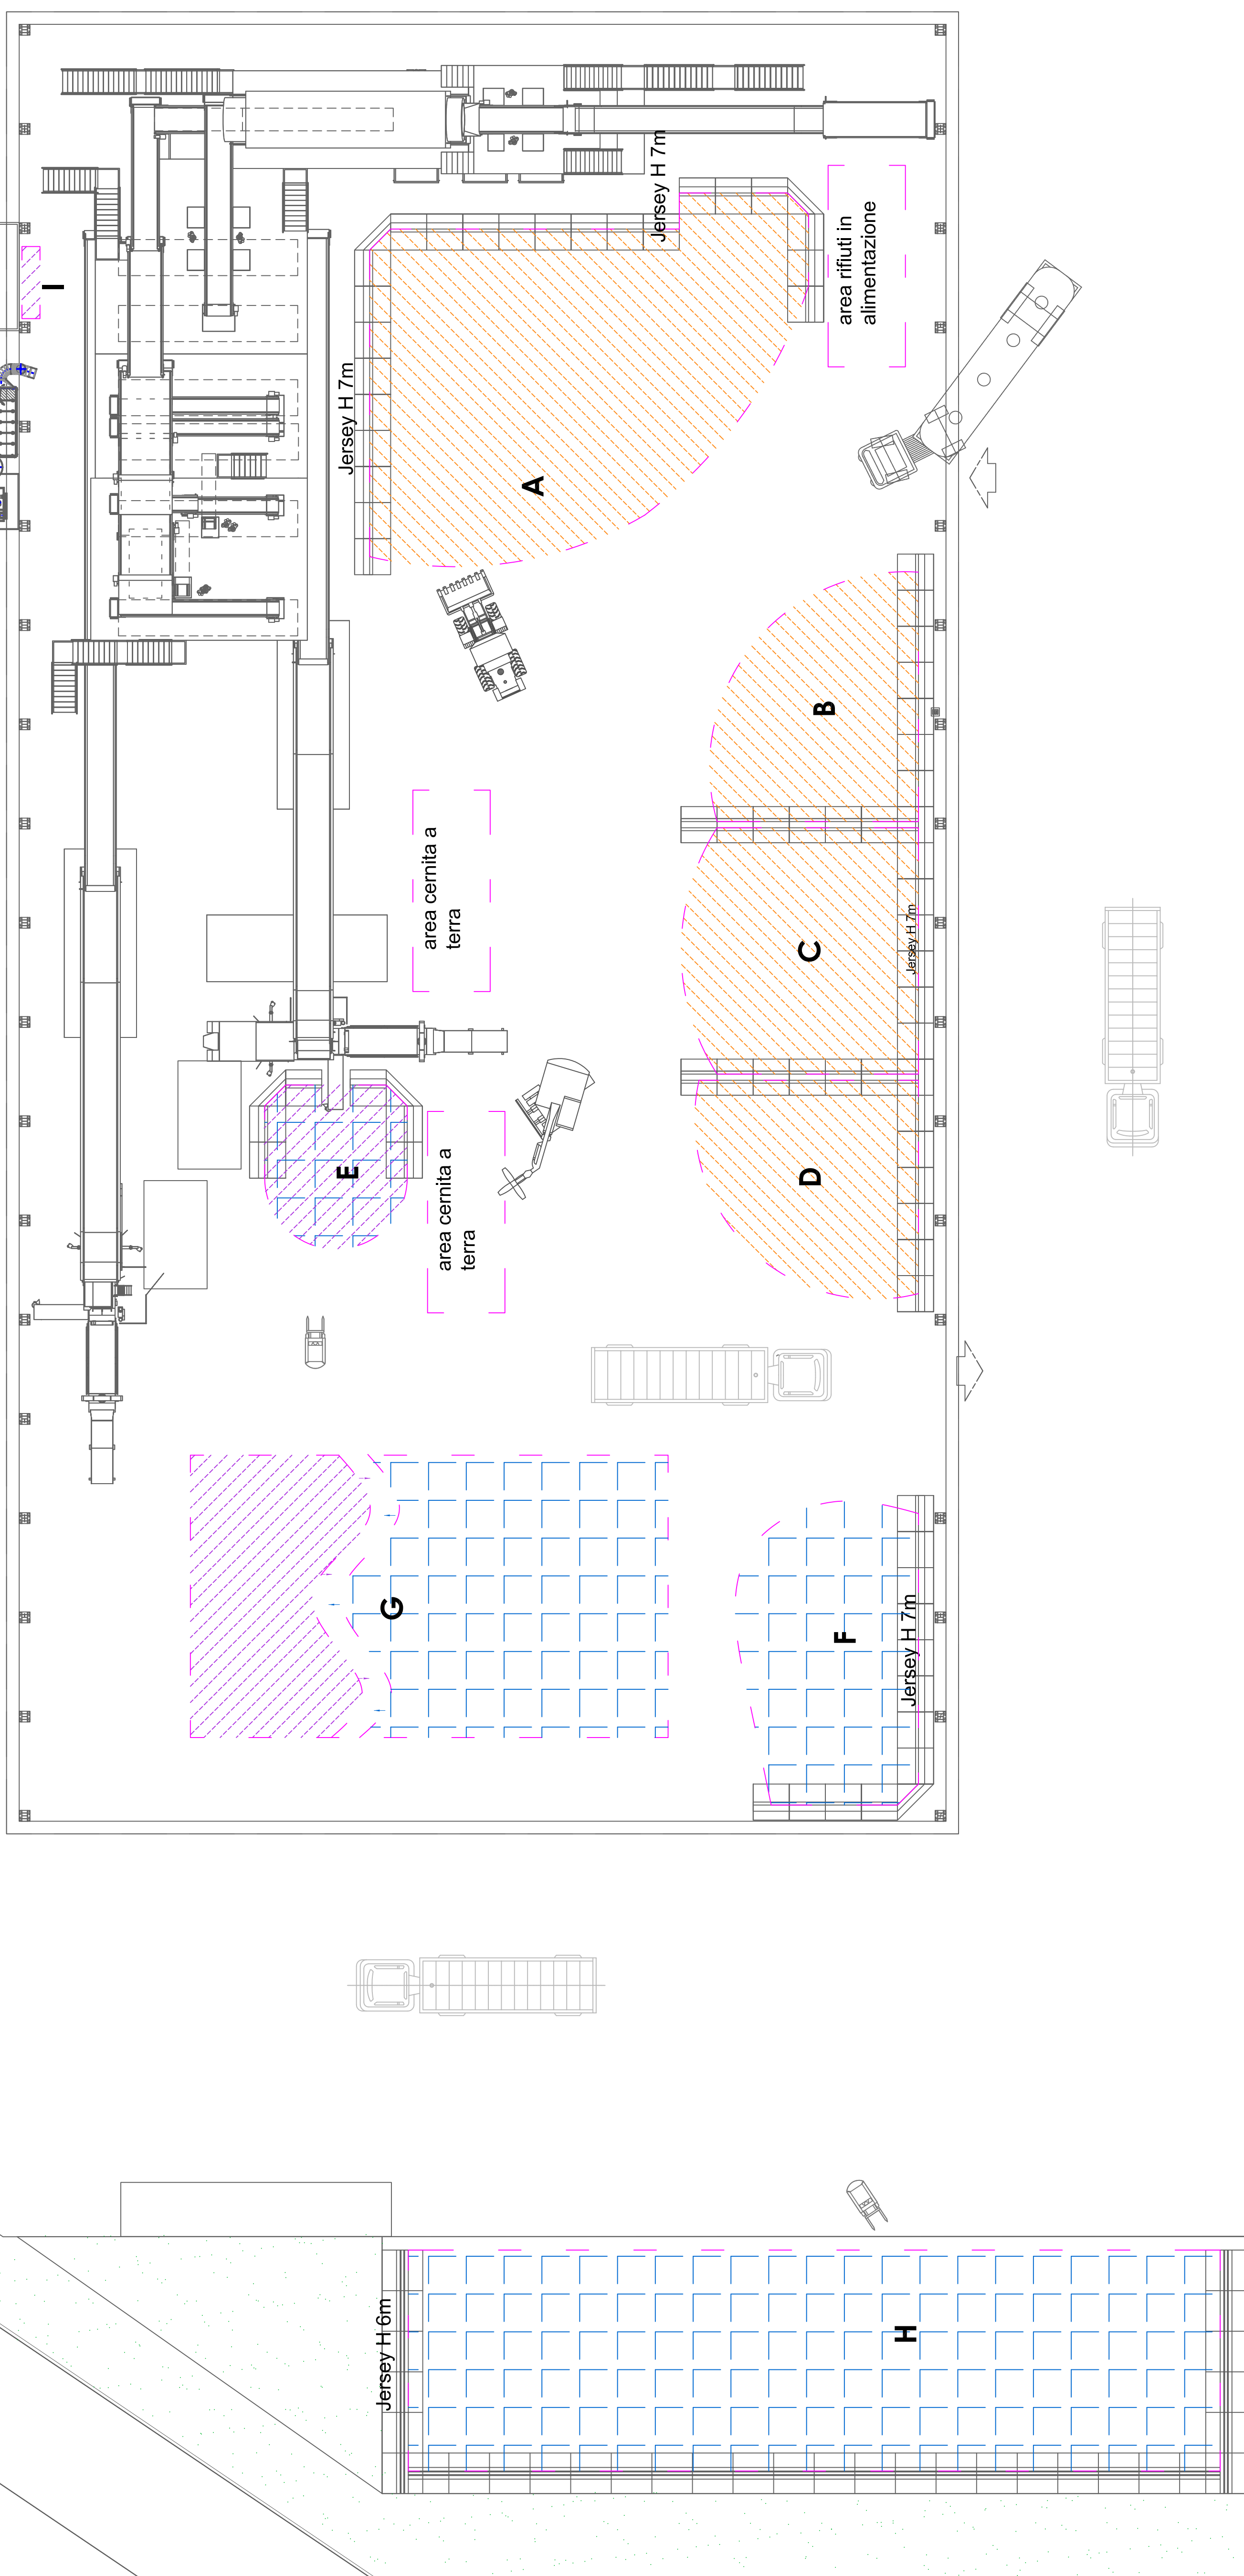 I
Jersey H 7m
Jersey H 7m
area rifiuti in
alimentazione
A
B
area cernita a
terra
C
Jersey H 7m
E
area cernita a
terra
D
G
F
Jersey H 7m
Jersey H 6m
H